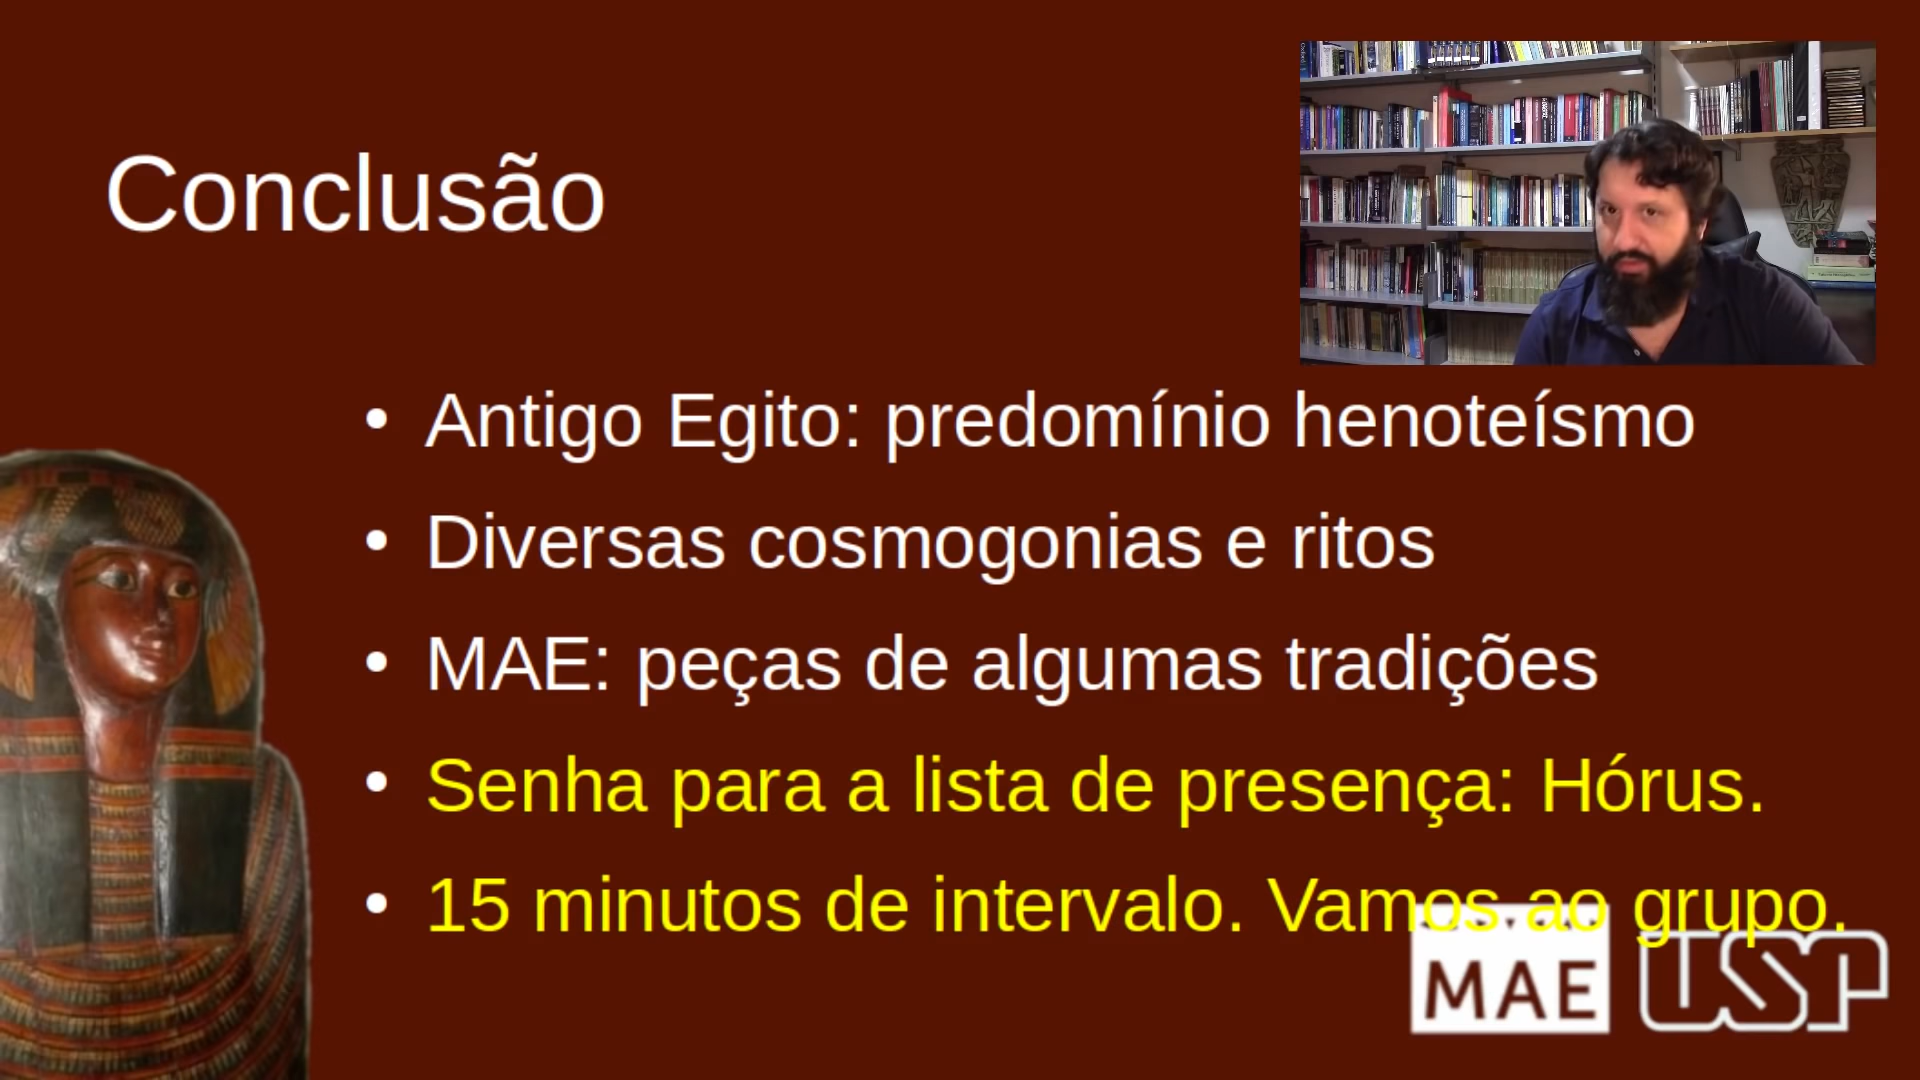 Conclusão
Antigo Egito: predomínio henoteísmo
Diversas cosmogonias e ritos
MAE: peças de algumas tradições
Senha para a lista de presença: Hórus.
15 minutos de intervalo. Vamos ao grupo.
MAE USP